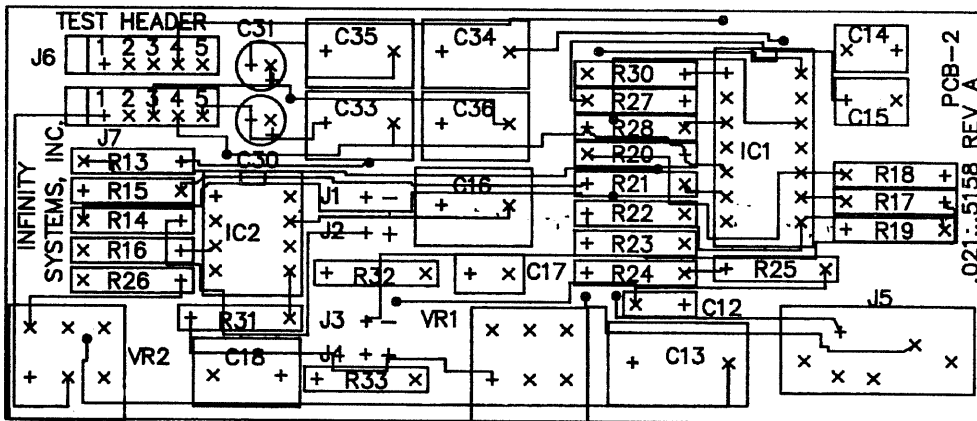 TEST HEADER
J6
1 2 3 4 5
C31
C35
C34
C14
PCB-2
1 2 3 4 5
J7
C33
C36
R30
R27
R28
C15
INFINITY
SYSTEMS, INC.
R13
C30
R20
IC1
R15
J1
C16
R21
R18
R14
IC2
J2
R22
R17
R16
R23
R19
R26
R32
C17
R24
R25
021-5158 REV A
R31
J3
VR1
C12
J5
VR2
C18
J4
R33
C13